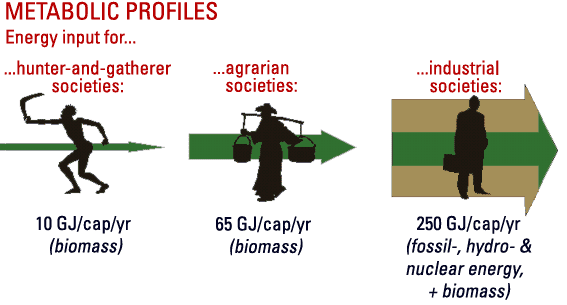 METABOLIC PROFILES
Energy input for...
...hunter-and-gatherer
societies:
...agrarian
societies:
...industrial
societies:
10 GJ/cap/yr
(biomass)
65 GJ/cap/yr
(biomass)
250 GJ/cap/yr
(fossil-, hydro- &
nuclear energy,
+ biomass)